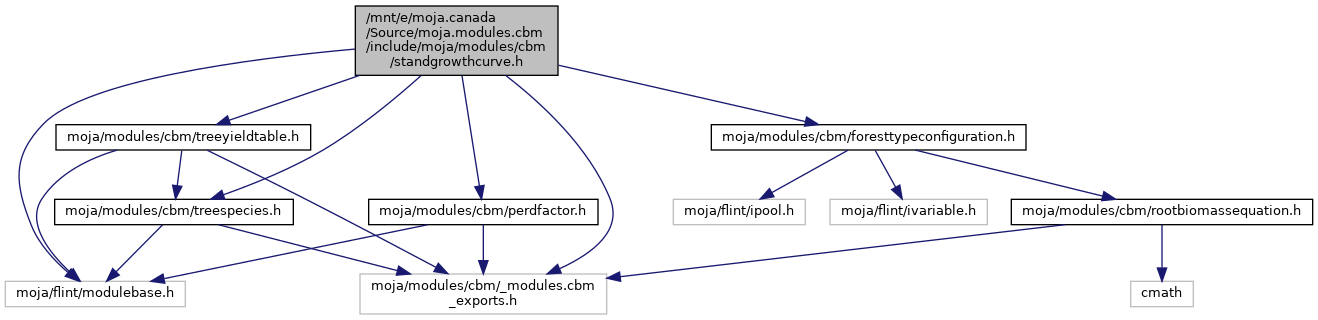 /mnt/e/moja.canada
/Source/moja.modules.cbm
/include/moja/modules/cbm
/standgrowthcurve.h
moja/modules/cbm/treeyieldtable.h
moja/modules/cbm/foresttypeconfiguration.h
moja/modules/cbm/treespecies.h
moja/modules/cbm/perdfactor.h
moja/flint/ipool.h
moja/flint/ivariable.h
moja/modules/cbm/rootbiomassequation.h
moja/flint/modulebase.h
moja/modules/cbm/_modules.cbm
_exports.h
cmath